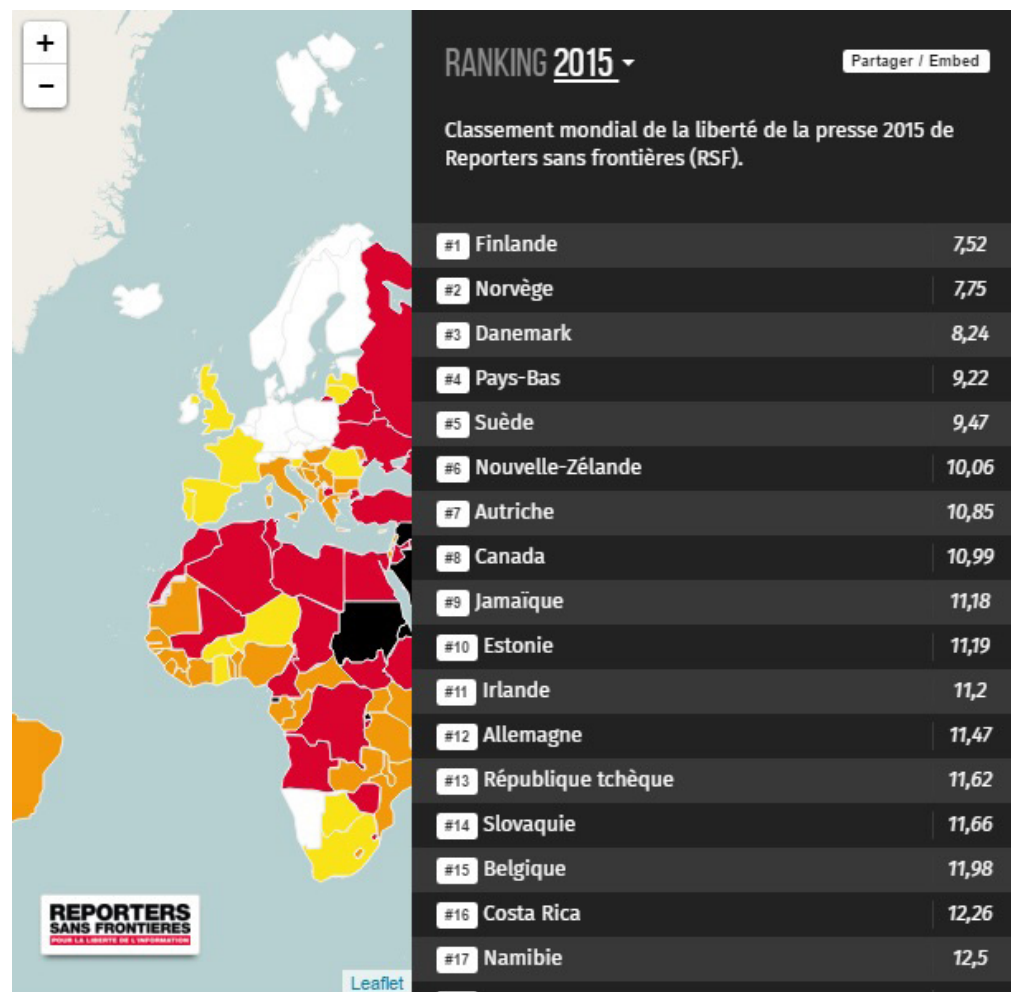 +
−
RANKING 2015
Partager / Embed
Classement mondial de la liberté de la presse 2015 de
Reporters sans frontières (RSF).
#1 Finlande 7,52
#2 Norvège 7,75
#3 Danemark 8,24
#4 Pays-Bas 9,22
#5 Suède 9,47
#6 Nouvelle-Zélande 10,06
#7 Autriche 10,85
#8 Canada 10,99
#9 Jamaïque 11,18
#10 Estonie 11,19
#11 Irlande 11,2
#12 Allemagne 11,47
#13 République tchèque 11,62
#14 Slovaquie 11,66
#15 Belgique 11,98
#16 Costa Rica 12,26
#17 Namibie 12,5
REPORTERS
SANS FRONTIERES
POUR LA LIBERTE DE L'INFORMATION
Leaflet